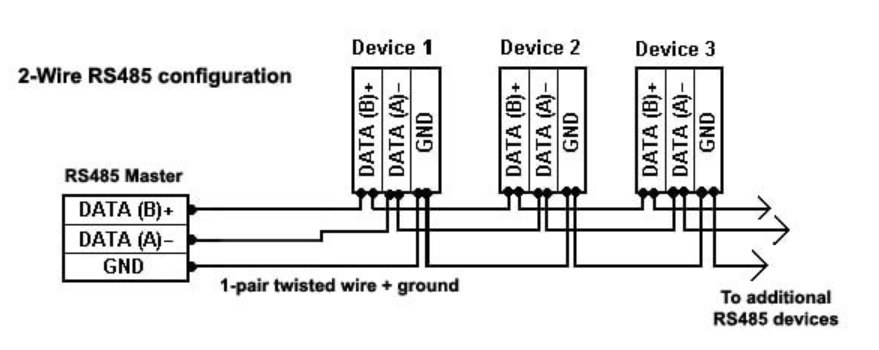 Device 1
Device 2
Device 3
2-Wire RS485 configuration
DATA (B)+
DATA (A)-
GND
DATA (B)+
DATA (A)-
GND
DATA (B)+
DATA (A)-
GND
RS485 Master
DATA (B)+
DATA (A)-
GND
1-pair twisted wire + ground
To additional
RS485 devices